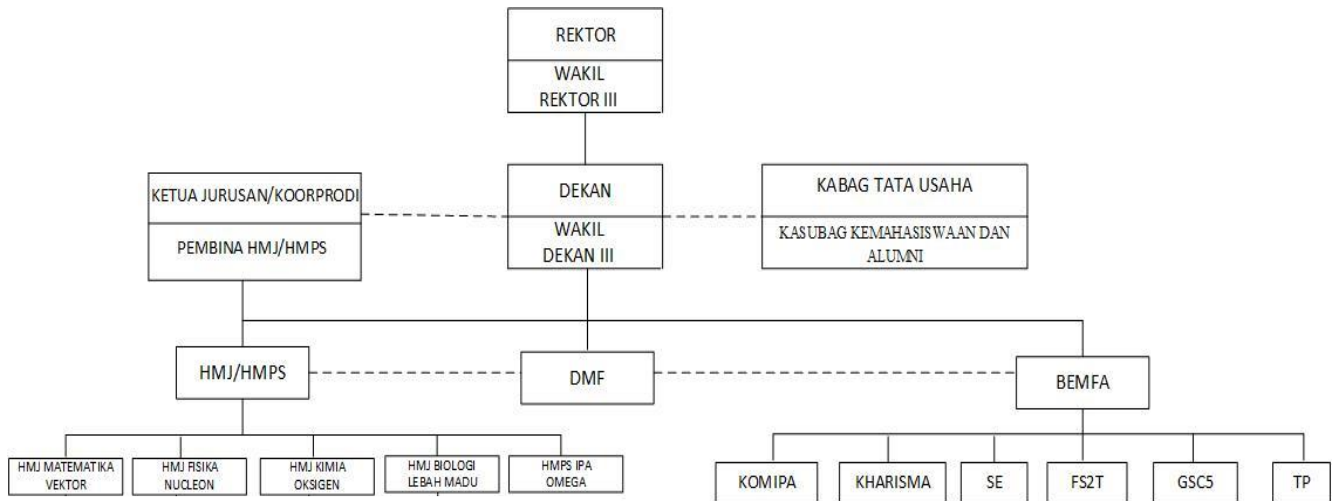 REKTOR
WAKIL
REKTOR III
KETUA JURUSAN/KOORPRODI
PEMBINA HMJ/HMPS
DEKAN
WAKIL
DEKAN III
KABAG TATA USAHA
KASUBAG KEMAHASISWAAN DAN
ALUMNI
HMJ/HMPS
DMF
BEMFA
HMJ MATEMATIKA
VEKTOR
HMJ FISIKA
NUCLEON
HMJ KIMIA
OKSIGEN
HMJ BIOLOGI
LEBAH MADU
HMPS IPA
OMEGA
KOMIPA
KHARISMA
SE
FS2T
GSC5
TP